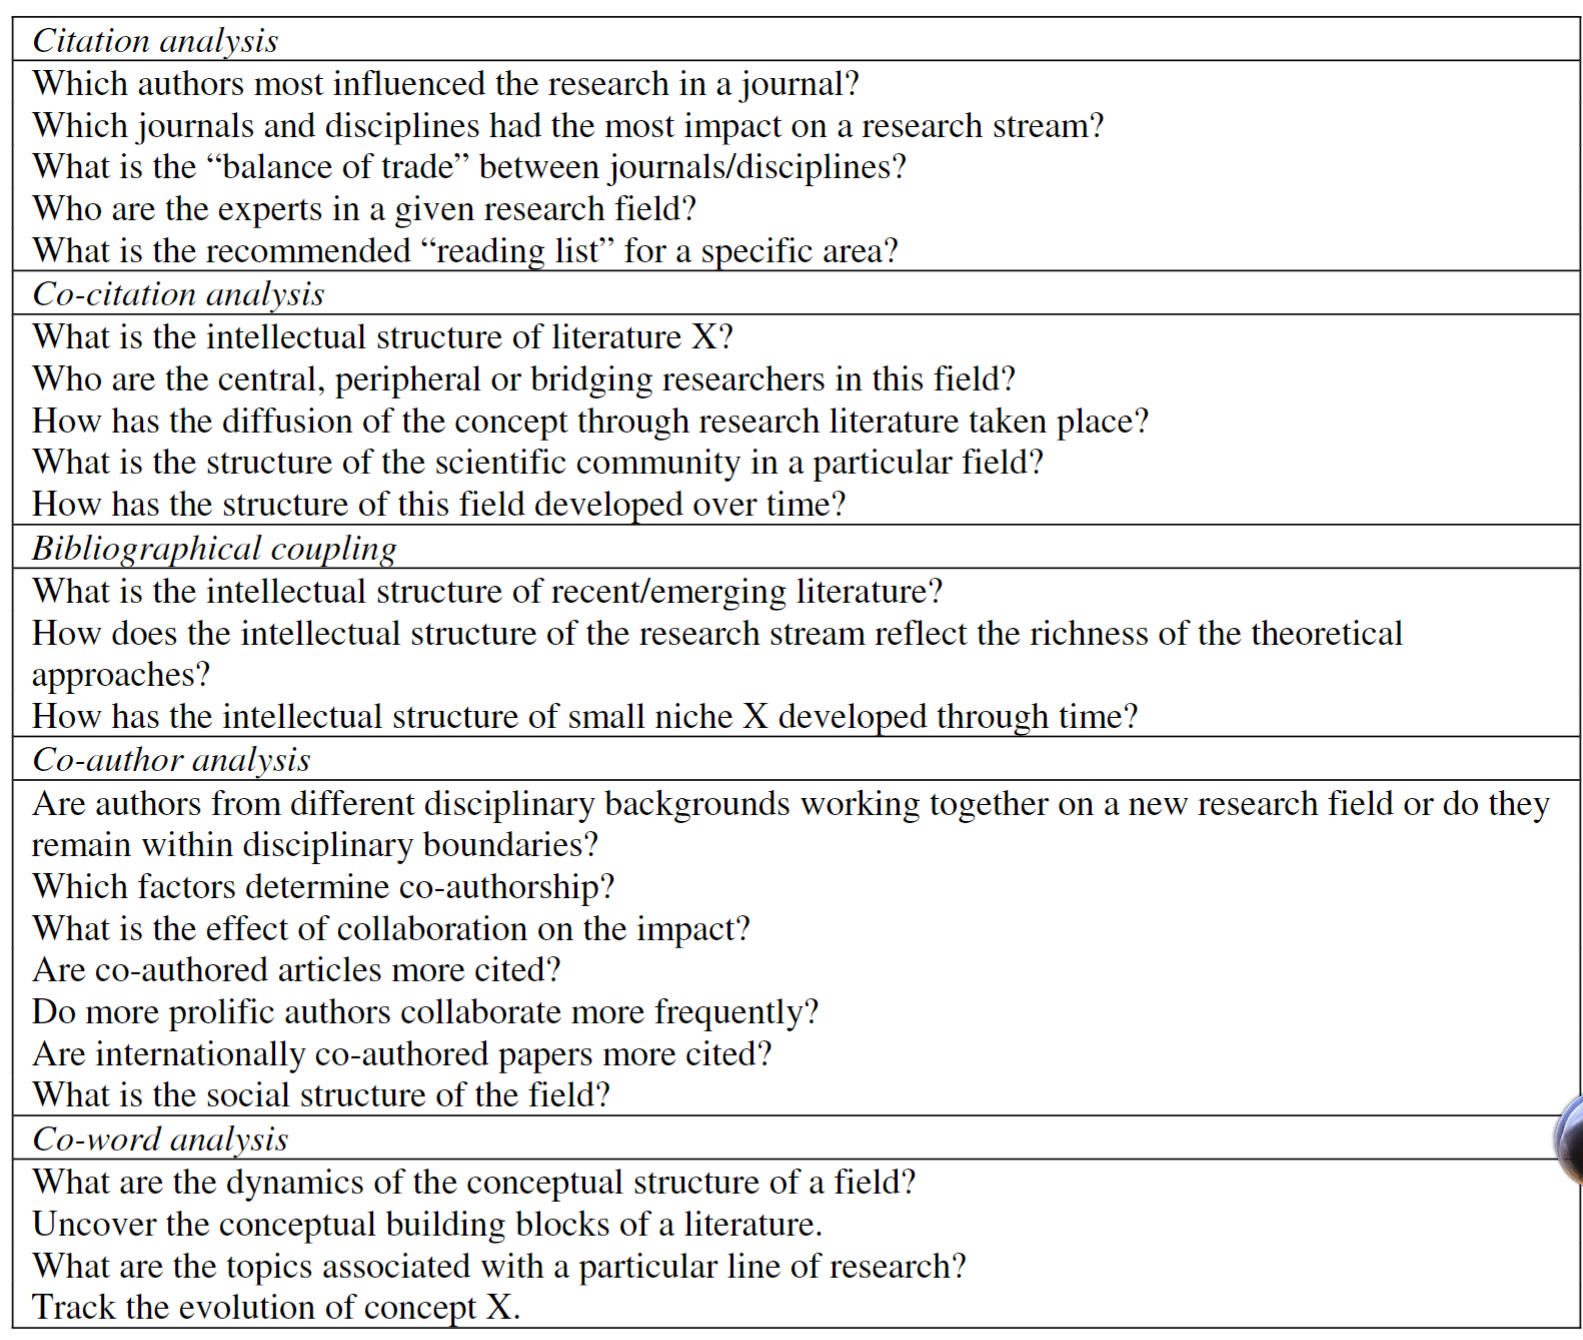 Citation analysis
Which authors most influenced the research in a journal?
Which journals and disciplines had the most impact on a research stream?
What is the “balance of trade” between journals/disciplines?
Who are the experts in a given research field?
What is the recommended “reading list” for a specific area?
Co-citation analysis
What is the intellectual structure of literature X?
Who are the central, peripheral or bridging researchers in this field?
How has the diffusion of the concept through research literature taken place?
What is the structure of the scientific community in a particular field?
How has the structure of this field developed over time?
Bibliographical coupling
What is the intellectual structure of recent/emerging literature?
How does the intellectual structure of the research stream reflect the richness of the theoretical
approaches?
How has the intellectual structure of small niche X developed through time?
Co-author analysis
Are authors from different disciplinary backgrounds working together on a new research field or do they
remain within disciplinary boundaries?
Which factors determine co-authorship?
What is the effect of collaboration on the impact?
Are co-authored articles more cited?
Do more prolific authors collaborate more frequently?
Are internationally co-authored papers more cited?
What is the social structure of the field?
Co-word analysis
What are the dynamics of the conceptual structure of a field?
Uncover the conceptual building blocks of a literature.
What are the topics associated with a particular line of research?
Track the evolution of concept X.